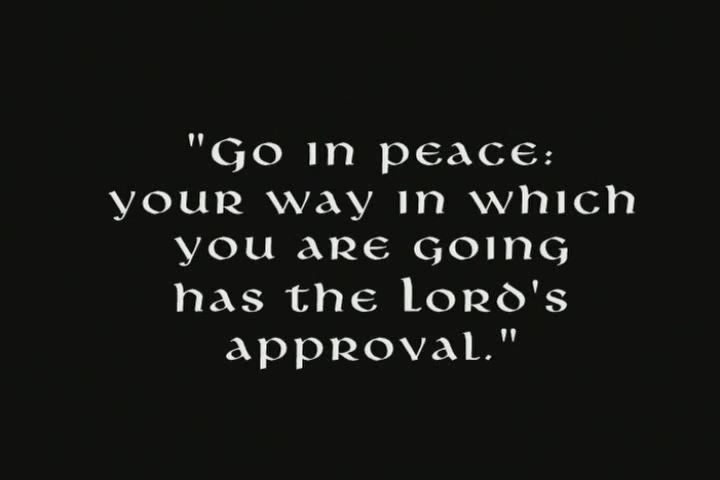 "Go in peace:
your way in which
you are going
has the Lord's
approval."